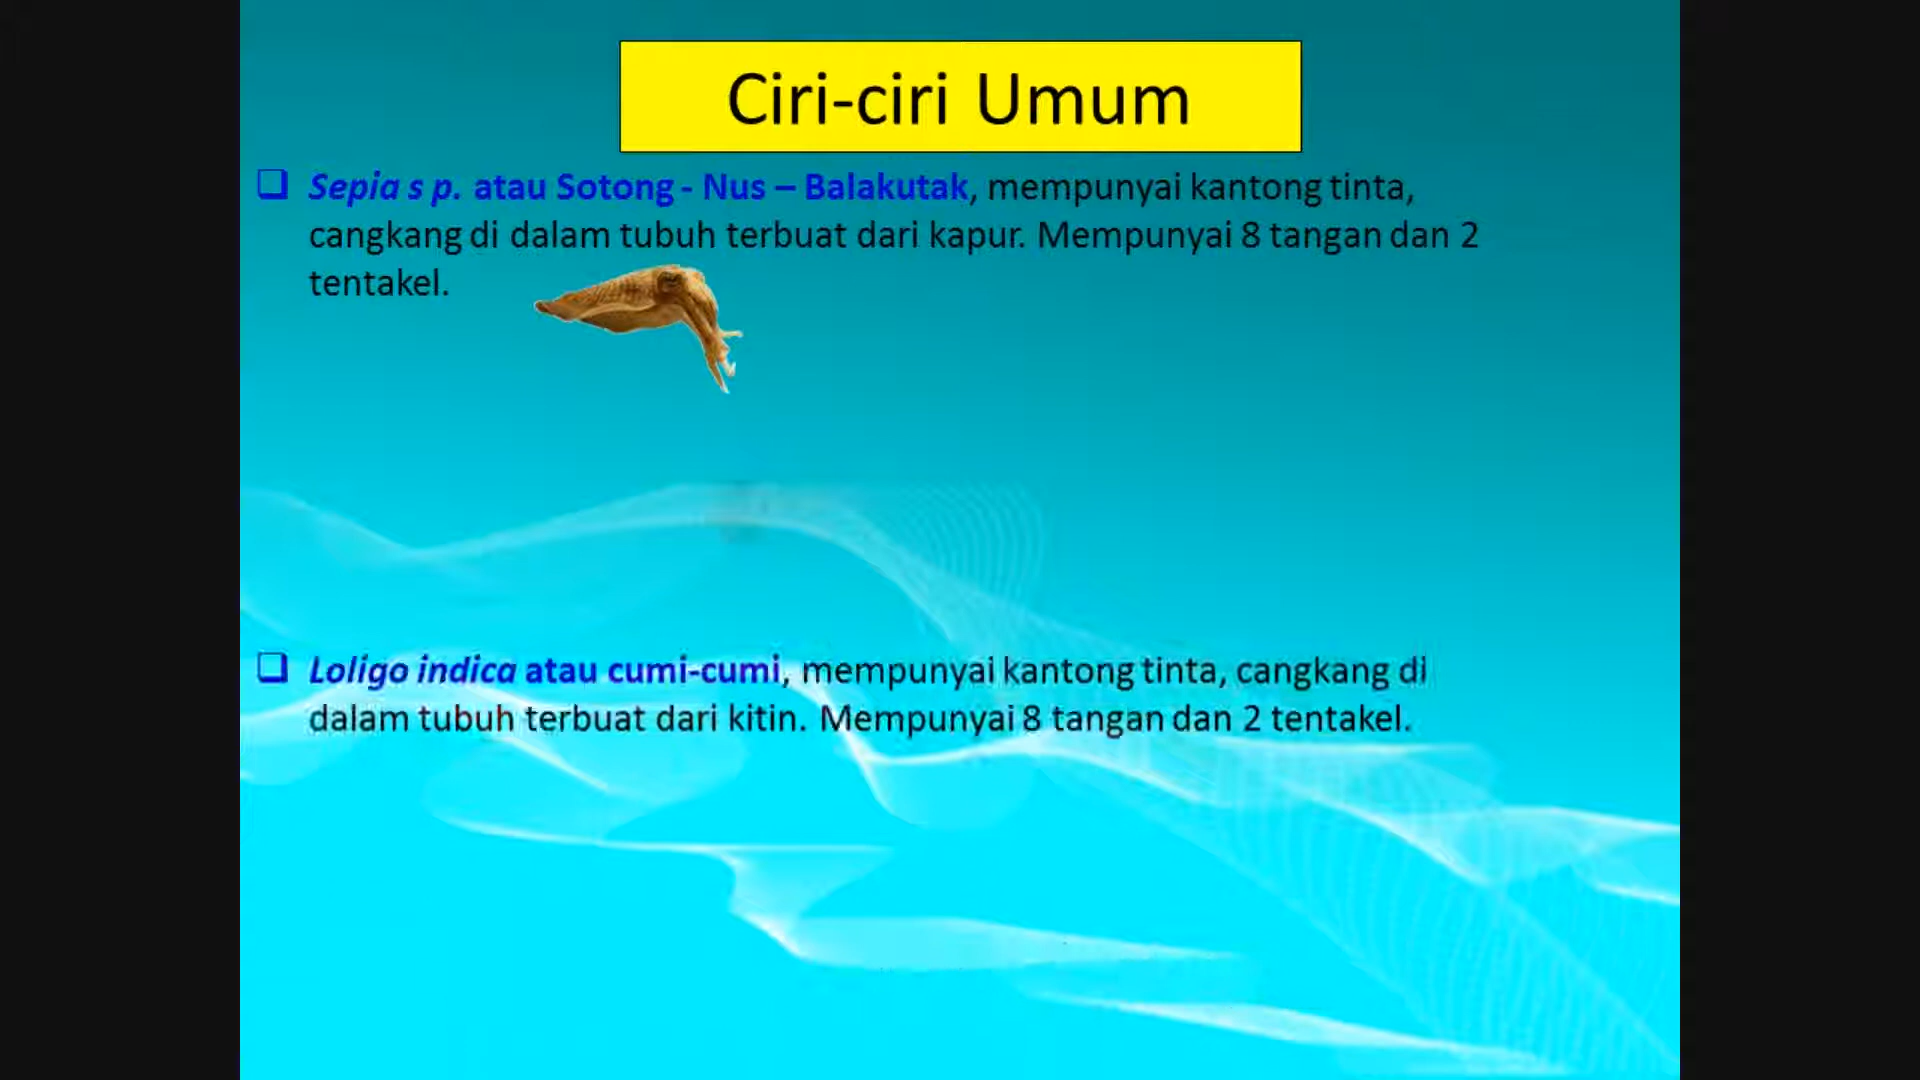 Ciri-ciri Umum
Sepia s p. atau Sotong - Nus – Balakutak, mempunyai kantong tinta,
cangkang di dalam tubuh terbuat dari kapur. Mempunyai 8 tangan dan 2
tentakel.
Loligo indica atau cumi-cumi, mempunyai kantong tinta, cangkang di
dalam tubuh terbuat dari kitin. Mempunyai 8 tangan dan 2 tentakel.